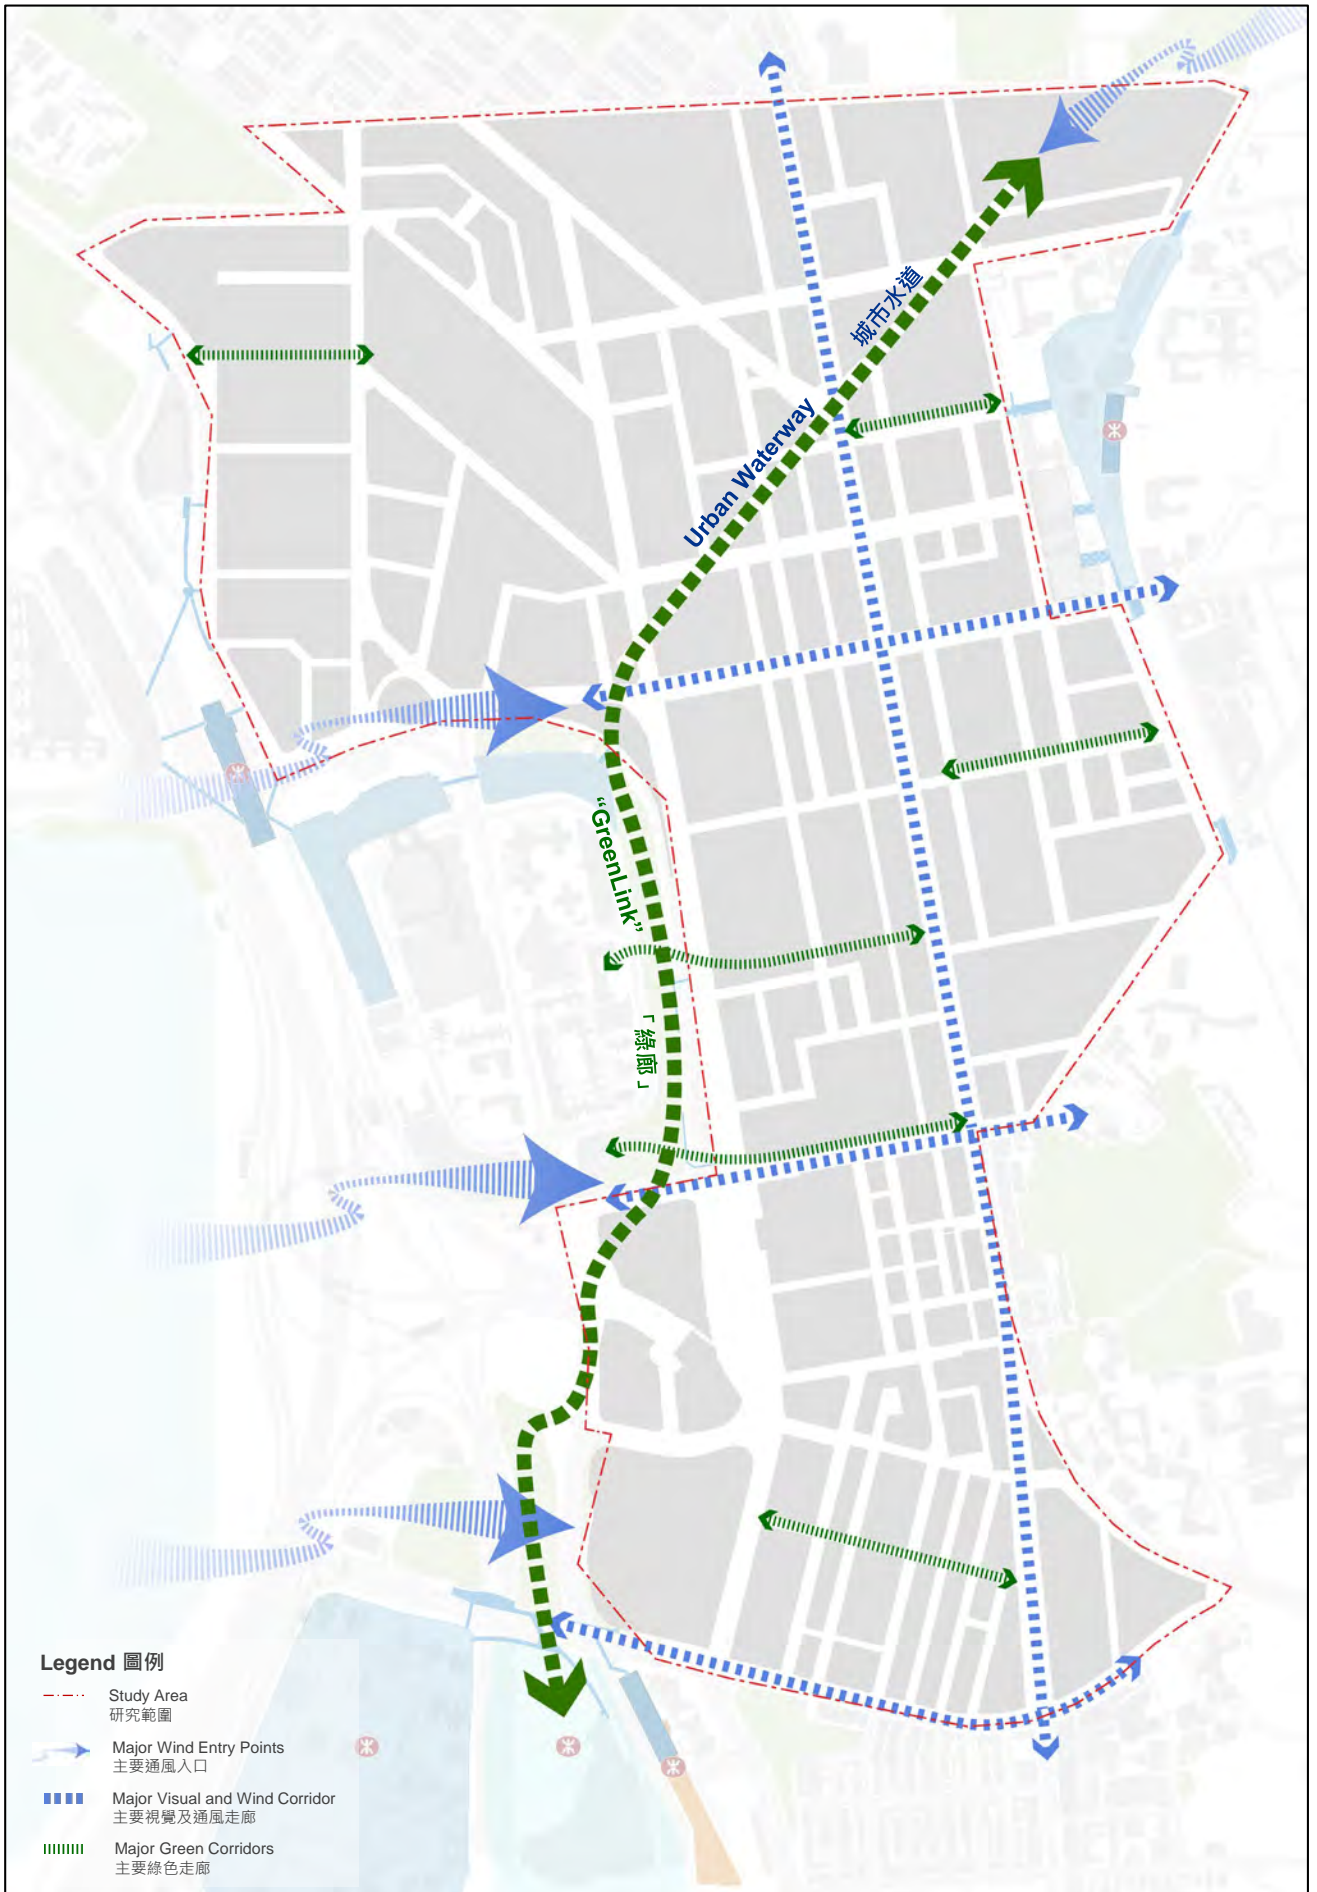 城市水道
Urban Waterway
“GreenLink”
「綠廊」
Legend 圖例
Study Area
研究範圍
Major Wind Entry Points
主要通風入口
Major Visual and Wind Corridor
主要視覺及通風走廊
Major Green Corridors
主要綠色走廊